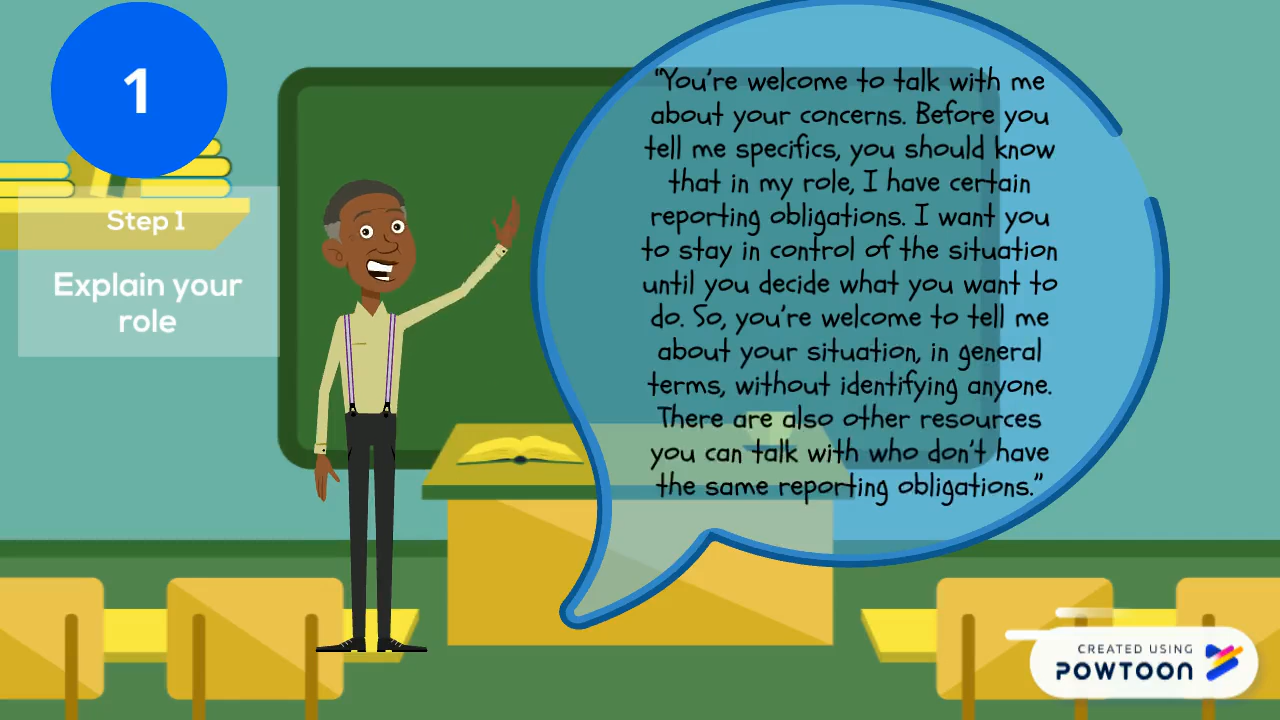 1
Step 1
Explain your
role
"You're welcome to talk with me
about your concerns. Before you
tell me specifics, you should know
that in my role, I have certain
reporting obligations. I want you
to stay in control of the situation
until you decide what you want to
do. So, you're welcome to tell me
about your situation, in general
terms, without identifying anyone.
There are also other resources
you can talk with who don't have
the same reporting obligations."
CREATED USING
POWTOON